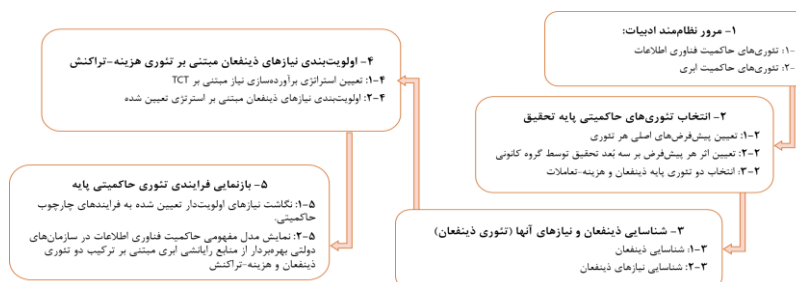 ۱- مرور نظام‌مند ادبیات:
۱-: تئوری‌های حاکمیت فناوری اطلاعات
۲-: تئوری‌های حاکمیت ابری
۲- انتخاب تئوری‌های حاکمیتی پایه تحقیق
۱-۲: تعیین پیش‌فرض‌های اصلی هر تئوری
۲-۲: تعیین اثر هر پیش‌فرض بر سه بُعد تحقیق توسط گروه کانونی
۳-۲: انتخاب دو تئوری پایه ذینفعان و هزینه-تعاملات
۳- شناسایی ذینفعان و نیازهای آنها (تئوری ذینفعان)
۱-۳: شناسایی ذینفعان
۲-۳: شناسایی نیازهای ذینفعان
۴- اولویت‌بندی نیازهای ذینفعان مبتنی بر تئوری هزینه-تراکنش
۱-۴: تعیین استراتژی برآورده‌سازی نیاز مبتنی بر TCT
۲-۴: اولویت‌بندی نیازهای ذینفعان مبتنی بر استرتژی تعیین شده
۵- بازنمایی فرایندی تئوری حاکمیتی پایه
۱-۵: نگاشت نیازهای اولویت‌دار تعیین شده به فرایندهای چارچوب
حاکمیتی.
۲-۵: نمایش مدل مفهومی حاکمیت فناوری اطلاعات در سازمان‌های
دولتی بهره‌بردار از منابع رایانشی ابری مبتنی بر ترکیب دو تئوری
ذینفعان و هزینه-تراکنش